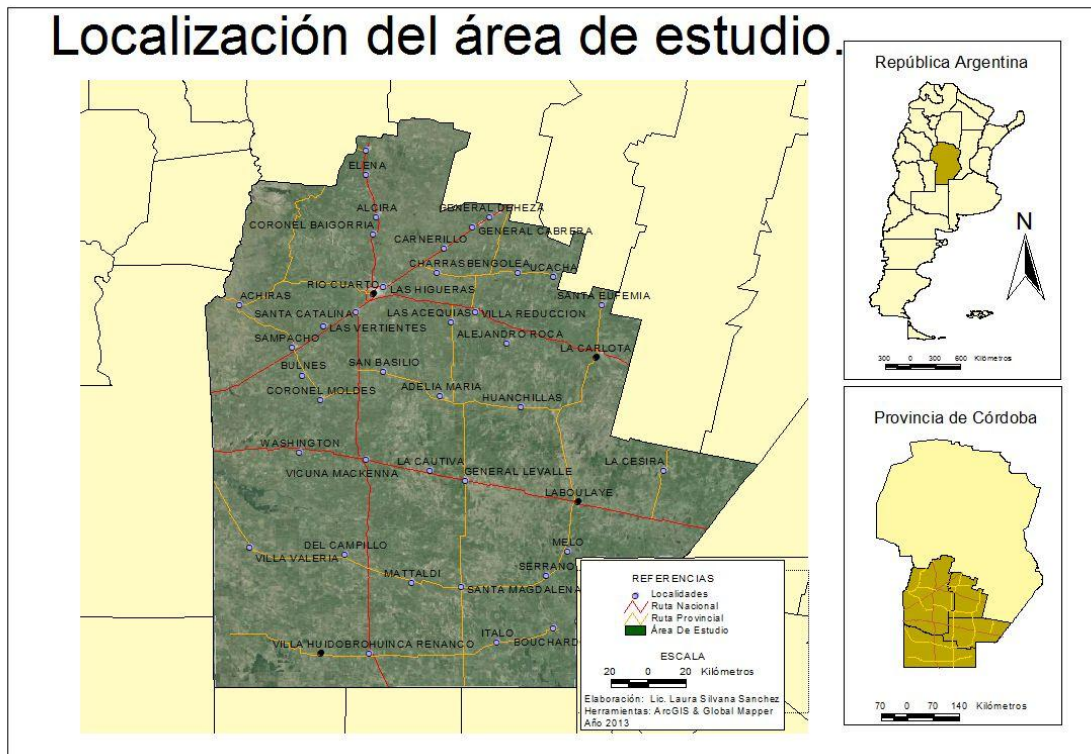 Localización del área de estudio.
ELENA
ALCIRA
GENERAL DEHEZA
CORONEL BAIGORRIA
GENERAL CABRERA
CARNERILLO
CHARRAS
BENGOLEA
UCACHA
RIO CUARTO
LAS HIGUERAS
ACHIRAS
SANTA EUFEMIA
SANTA CATALINA
LAS ACEQUIAS
VILLA REDUCCION
LAS VERTIENTES
ALEJANDRO ROCA
SAMPACHO
LA CARLOTA
BULNES
SAN BASILIO
CORONEL MOLDES
ADELIA MARIA
HUANCHILLAS
WASHINGTON
VICUNA MACKENNA
LA CAUTIVA
GENERAL LEVALLE
LA CESIRA
LABOULAYE
DEL CAMPILLO
VILLA VALERIA
MELO
MATTALDI
SERRANO
SANTA MAGDALENA
ITALO
VILLA HUIDOBRO
HUINCA RENANCO
BOUCHARD
REFERENCIAS
Localidades
Ruta Nacional
Ruta Provincial
Área De Estudio
ESCALA
20 0 20 Kilómetros
Elaboración: Lic. Laura Silvana Sanchez
Herramientas: ArcGIS & Global Mapper
Año 2013
República Argentina
N
300 0 300 600 Kilómetros
Provincia de Córdoba
70 0 70 140 Kilómetros